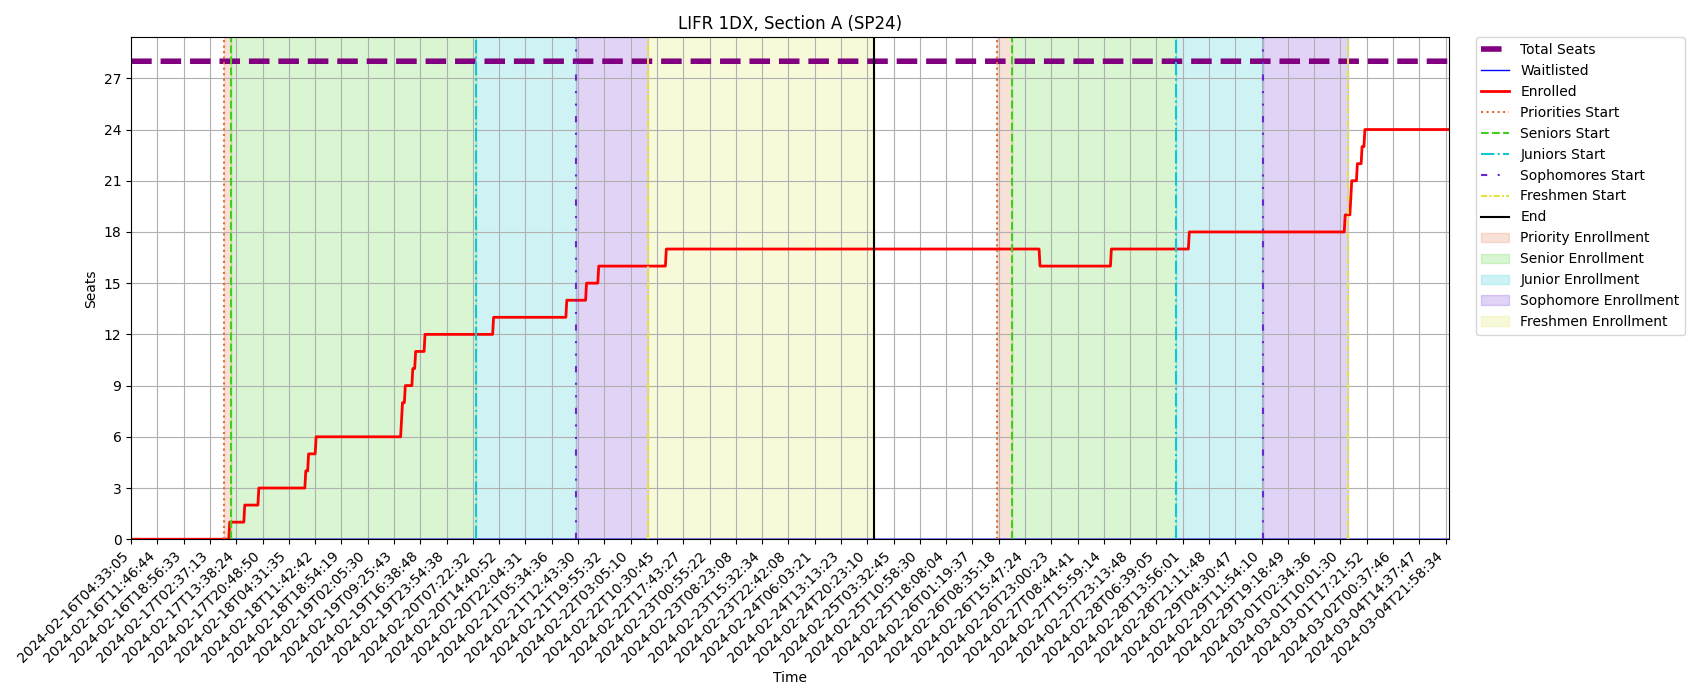 LIFR 1DX, Section A (SP24)
Seats
27
24
21
18
15
12
9
6
3
0
2024-02-16T04:33:05
2024-02-16T11:46:44
2024-02-16T18:56:33
2024-02-17T02:37:13
2024-02-17T13:38:24
2024-02-17T20:48:50
2024-02-18T04:31:35
2024-02-18T11:42:42
2024-02-18T18:54:19
2024-02-19T02:05:30
2024-02-19T09:25:43
2024-02-19T16:38:48
2024-02-19T23:54:38
2024-02-20T07:22:32
2024-02-20T14:40:52
2024-02-20T22:04:31
2024-02-21T05:34:36
2024-02-21T12:43:30
2024-02-21T19:55:32
2024-02-22T03:05:10
2024-02-22T10:30:45
2024-02-22T17:43:27
2024-02-23T00:55:22
2024-02-23T08:23:08
2024-02-23T15:32:34
2024-02-23T22:42:08
2024-02-24T06:03:21
2024-02-24T13:13:23
2024-02-24T20:23:10
2024-02-25T03:32:45
2024-02-25T10:58:30
2024-02-25T18:08:04
2024-02-26T01:19:37
2024-02-26T08:35:18
2024-02-26T15:47:24
2024-02-26T23:00:23
2024-02-27T08:44:41
2024-02-27T15:59:14
2024-02-27T23:13:48
2024-02-28T06:39:05
2024-02-28T13:56:01
2024-02-28T21:11:48
2024-02-29T04:30:47
2024-02-29T11:54:10
2024-02-29T19:18:49
2024-03-01T02:34:36
2024-03-01T10:01:30
2024-03-01T17:21:52
2024-03-02T00:37:46
2024-03-04T14:37:47
2024-03-04T21:58:34
Time
Total Seats
Waitlisted
Enrolled
Priorities Start
Seniors Start
Juniors Start
Sophomores Start
Freshmen Start
End
Priority Enrollment
Senior Enrollment
Junior Enrollment
Sophomore Enrollment
Freshmen Enrollment